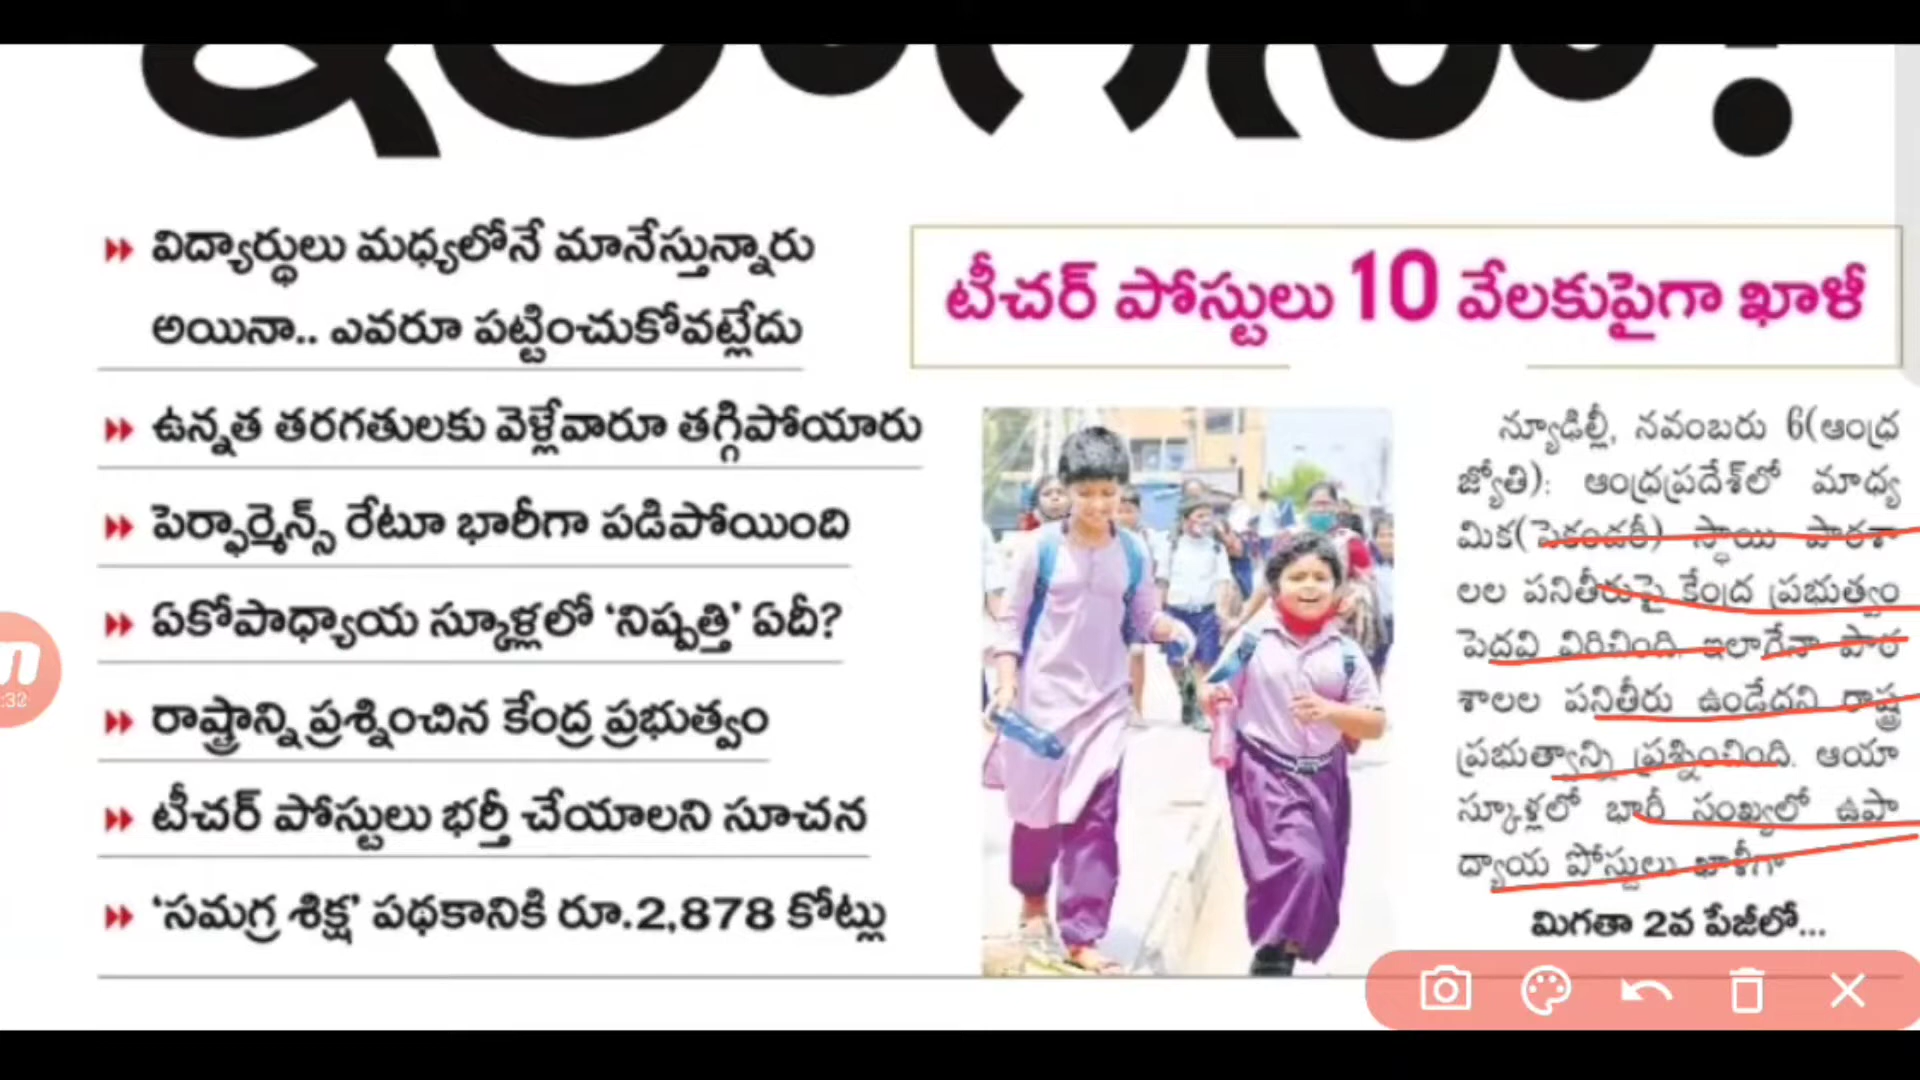 విద్యార్థులు మధ్యలోనే మానేస్తున్నారు
అయినా.. ఎవరూ పట్టించుకోవట్లేదు
ఉన్నత తరగతులకు వెళ్లేవారూ తగ్గిపోయారు
పెర్ఫార్మెన్స్ రేటూ భారీగా పడిపోయింది
ఏకోపాధ్యాయ స్కూళ్లలో ‘నిష్పత్తి’ ఏదీ?
రాష్ట్రాన్ని ప్రశ్నించిన కేంద్ర ప్రభుత్వం
టీచర్ పోస్టులు భర్తీ చేయాలని సూచన
‘సమగ్ర శిక్ష’ పథకానికి రూ.2,878 కోట్లు
టీచర్ పోస్టులు 10 వేలకుపైగా ఖాళీ
న్యూఢిల్లీ, నవంబరు 6(ఆంధ్ర
జ్యోతి): ఆంధ్రప్రదేశ్‌లో మాధ్య
మిక(సెకండరీ) స్థాయి పాఠశా
లల పనితీరుపై కేంద్ర ప్రభుత్వం
పెదవి విరిచింది. ఇలాగేనా పాఠ
శాలల పనితీరు ఉండేదని రాష్ట్ర
ప్రభుత్వాన్ని ప్రశ్నించింది. ఆయా
స్కూళ్లలో భారీ సంఖ్యలో ఉపా
ధ్యాయ పోస్టులు ఖాళీగా
మిగతా 2వ పేజీలో...
:32